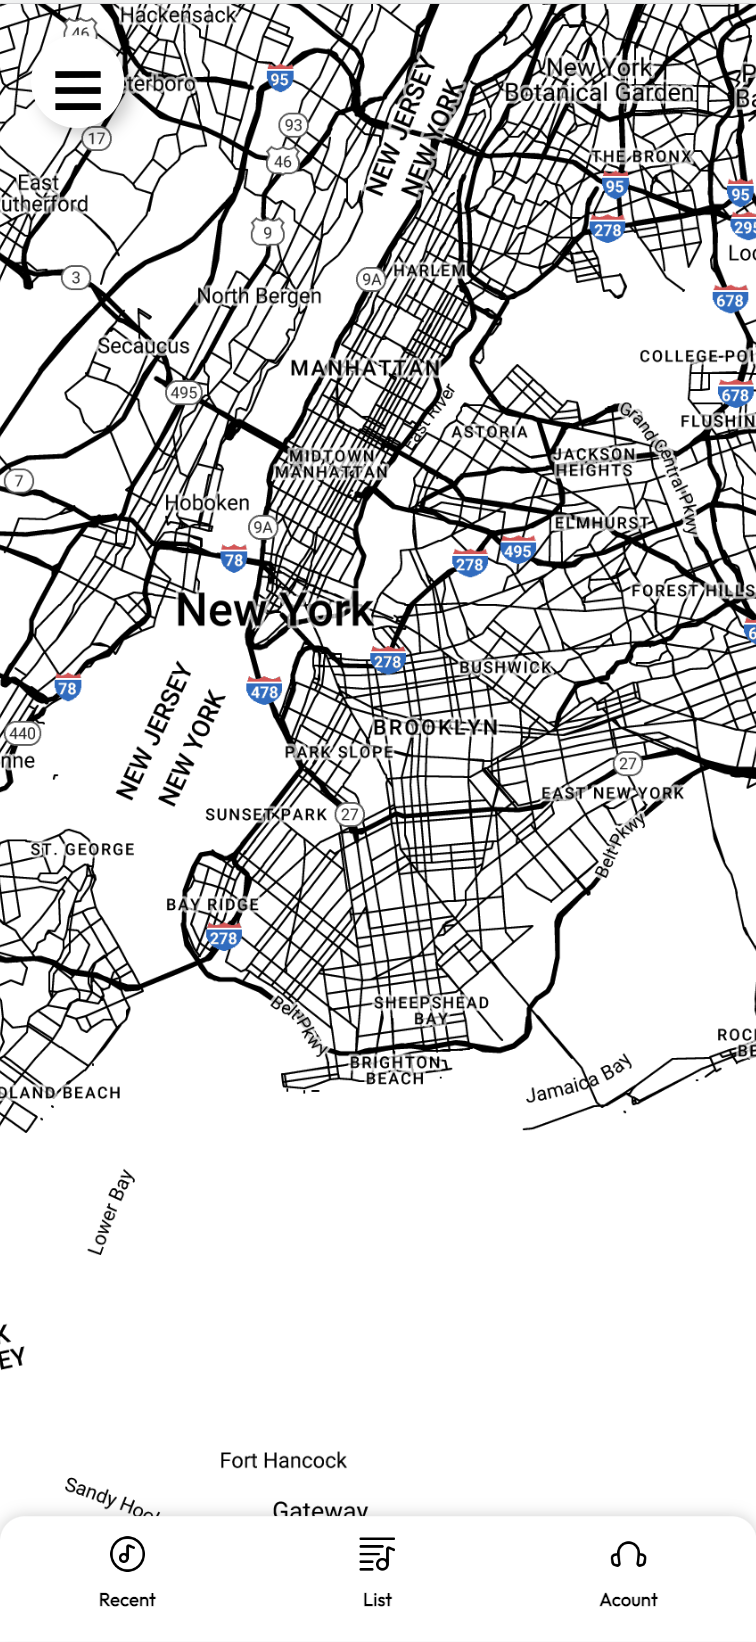 Hackensack
46
terboro
95
New York
Botanical Garden
93
17
46
NEW JERSEY
NEW YORK
THE BRONX
East
utherford
95
95
9
278
295
3
9A
HARLEM
North Bergen
678
Secaucus
MANHATTAN
COLLEGE POI
495
678
East River
Grand Central Pkwy
FLUSHIN
ASTORIA
MIDTOWN
MANHATTAN
JACKSON
HEIGHTS
7
Hoboken
9A
ELMHURST
495
78
278
FOREST HILLS
New York
278
BUSHWICK
78
478
NEW JERSEY
NEW YORK
440
BROOKLYN
nne
PARK SLOPE
27
EAST NEW YORK
SUNSET PARK
27
Belt Pkwy
ST. GEORGE
BAY RIDGE
278
Belt Pkwy
SHEEPSHEAD
BAY
BRIGHTON
BEACH
ROC
BE
Jamaica Bay
DLAND BEACH
Lower Bay
K
EY
Fort Hancock
Sandy Hoo
Gateway
Recent
List
Acount